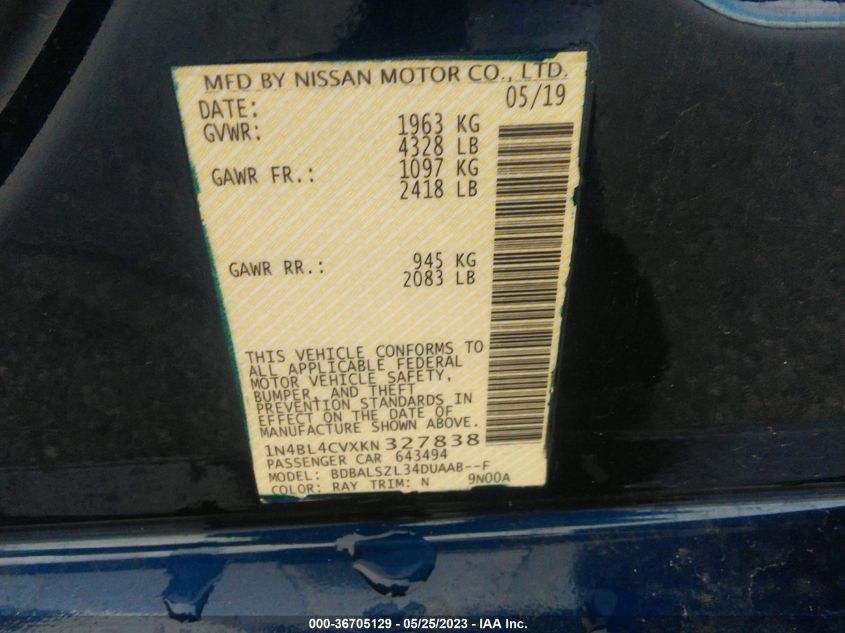 MFD BY NISSAN MOTOR CO., LTD.
DATE: 05/19
GVWR: 1963 KG
4328 LB
GAWR FR.: 1097 KG
2418 LB
GAWR RR.: 945 KG
2083 LB
THIS VEHICLE CONFORMS TO
ALL APPLICABLE FEDERAL
MOTOR VEHICLE SAFETY,
BUMPER, AND THEFT
PREVENTION STANDARDS IN
EFFECT ON THE DATE OF
MANUFACTURE SHOWN ABOVE.
1N4BL4CVXKN327838
PASSENGER CAR 643494
MODEL: BDBALSZL34DUAAB--F
COLOR: RAY TRIM: N 9N00A
000-36705129 - 05/25/2023 - IAA Inc.